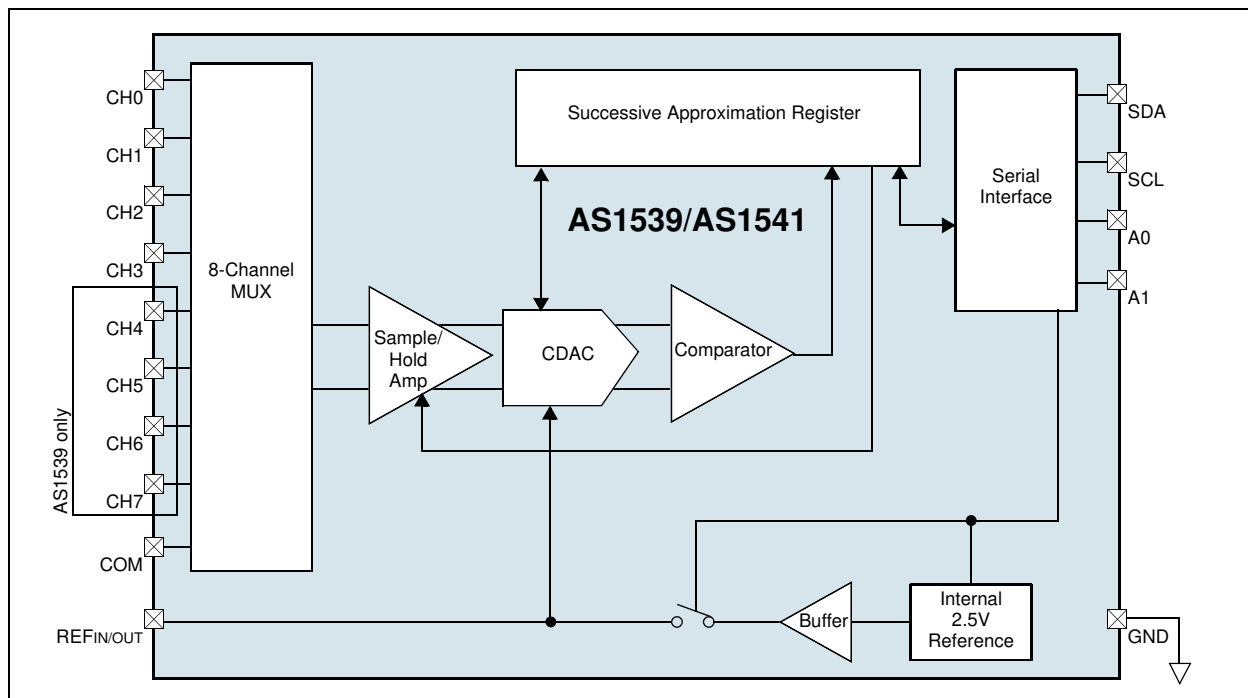 CH0
CH1
CH2
CH3
CH4
CH5
CH6
CH7
AS1539 only
COM
REFIN/OUT
8-Channel
MUX
Sample/
Hold
Amp
CDAC
Comparator
Successive Approximation Register
AS1539/AS1541
Serial
Interface
SDA
SCL
A0
A1
Buffer
Internal
2.5V
Reference
GND